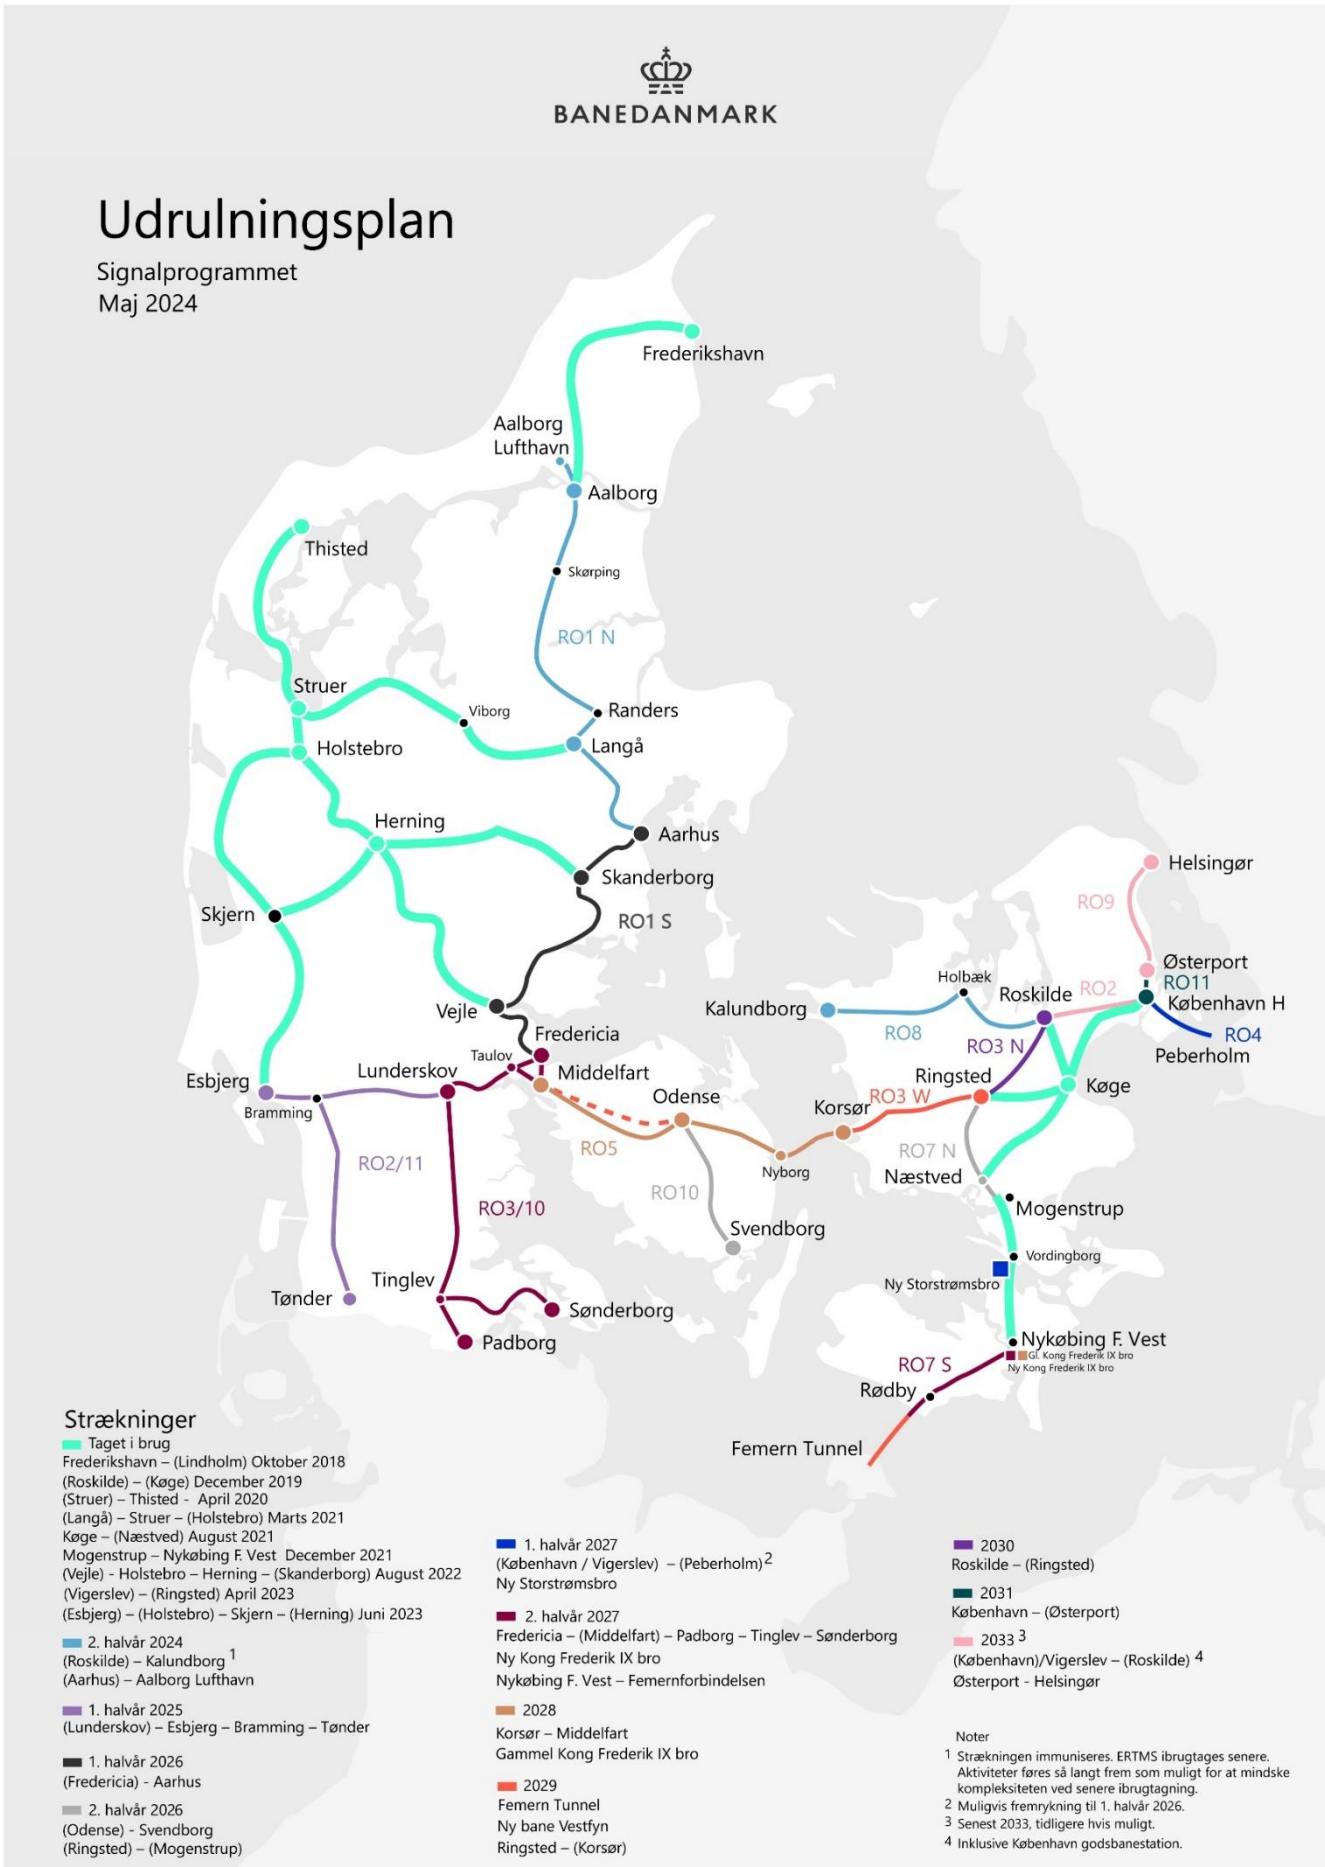 BANEDANMARK
Udrulningsplan
Signalprogrammet
Maj 2024
Frederikshavn
Aalborg
Lufthavn
Aalborg
Thisted
Skørping
RO1 N
Struer
Viborg
Randers
Holstebro
Langå
Herning
Aarhus
Skanderborg
Helsingør
Skjern
RO1 S
RO9
Holbæk
Østerport
RO11
Roskilde
RO2
København H
Kalundborg
Vejle
RO8
RO4
Fredericia
RO3 N
Peberholm
Taulov
Lunderskov
Middelfart
Ringsted
Esbjerg
Køge
Bramming
Odense
Korsør
RO3 W
RO5
RO7 N
RO2/11
Nyborg
Næstved
RO10
RO3/10
Mogenstrup
Svendborg
Vordingborg
Tinglev
Ny Storstrømsbro
Tønder
Sønderborg
Padborg
Nykøbing F. Vest
Gl. Kong Frederik IX bro
Ny Kong Frederik IX bro
RO7 S
Rødby
Femern Tunnel
Strækninger
Taget i brug
Frederikshavn – (Lindholm) Oktober 2018
(Roskilde) – (Køge) December 2019
(Struer) – Thisted - April 2020
(Langå) – Struer – (Holstebro) Marts 2021
Køge – (Næstved) August 2021
Mogenstrup – Nykøbing F. Vest December 2021
(Vejle) - Holstebro – Herning – (Skanderborg) August 2022
(Vigerslev) – (Ringsted) April 2023
(Esbjerg) – (Holstebro) – Skjern – (Herning) Juni 2023
2. halvår 2024
(Roskilde) – Kalundborg 1
(Aarhus) – Aalborg Lufthavn
1. halvår 2025
(Lunderskov) – Esbjerg – Bramming – Tønder
1. halvår 2026
(Fredericia) - Aarhus
2. halvår 2026
(Odense) - Svendborg
(Ringsted) – (Mogenstrup)
1. halvår 2027
(København / Vigerslev) – (Peberholm) 2
Ny Storstrømsbro
2. halvår 2027
Fredericia – (Middelfart) – Padborg – Tinglev – Sønderborg
Ny Kong Frederik IX bro
Nykøbing F. Vest – Femernforbindelsen
2028
Korsør – Middelfart
Gammel Kong Frederik IX bro
2029
Femern Tunnel
Ny bane Vestfyn
Ringsted – (Korsør)
2030
Roskilde – (Ringsted)
2031
København – (Østerport)
2033 3
(København)/Vigerslev – (Roskilde) 4
Østerport - Helsingør
Noter
1 Strækningen immuniseres. ERTMS ibrugtages senere.
Aktiviteter føres så langt frem som muligt for at mindske
kompleksiteten ved senere ibrugtagning.
2 Muligvis fremrykning til 1. halvår 2026.
3 Senest 2033, tidligere hvis muligt.
4 Inklusive København godsbanestation.